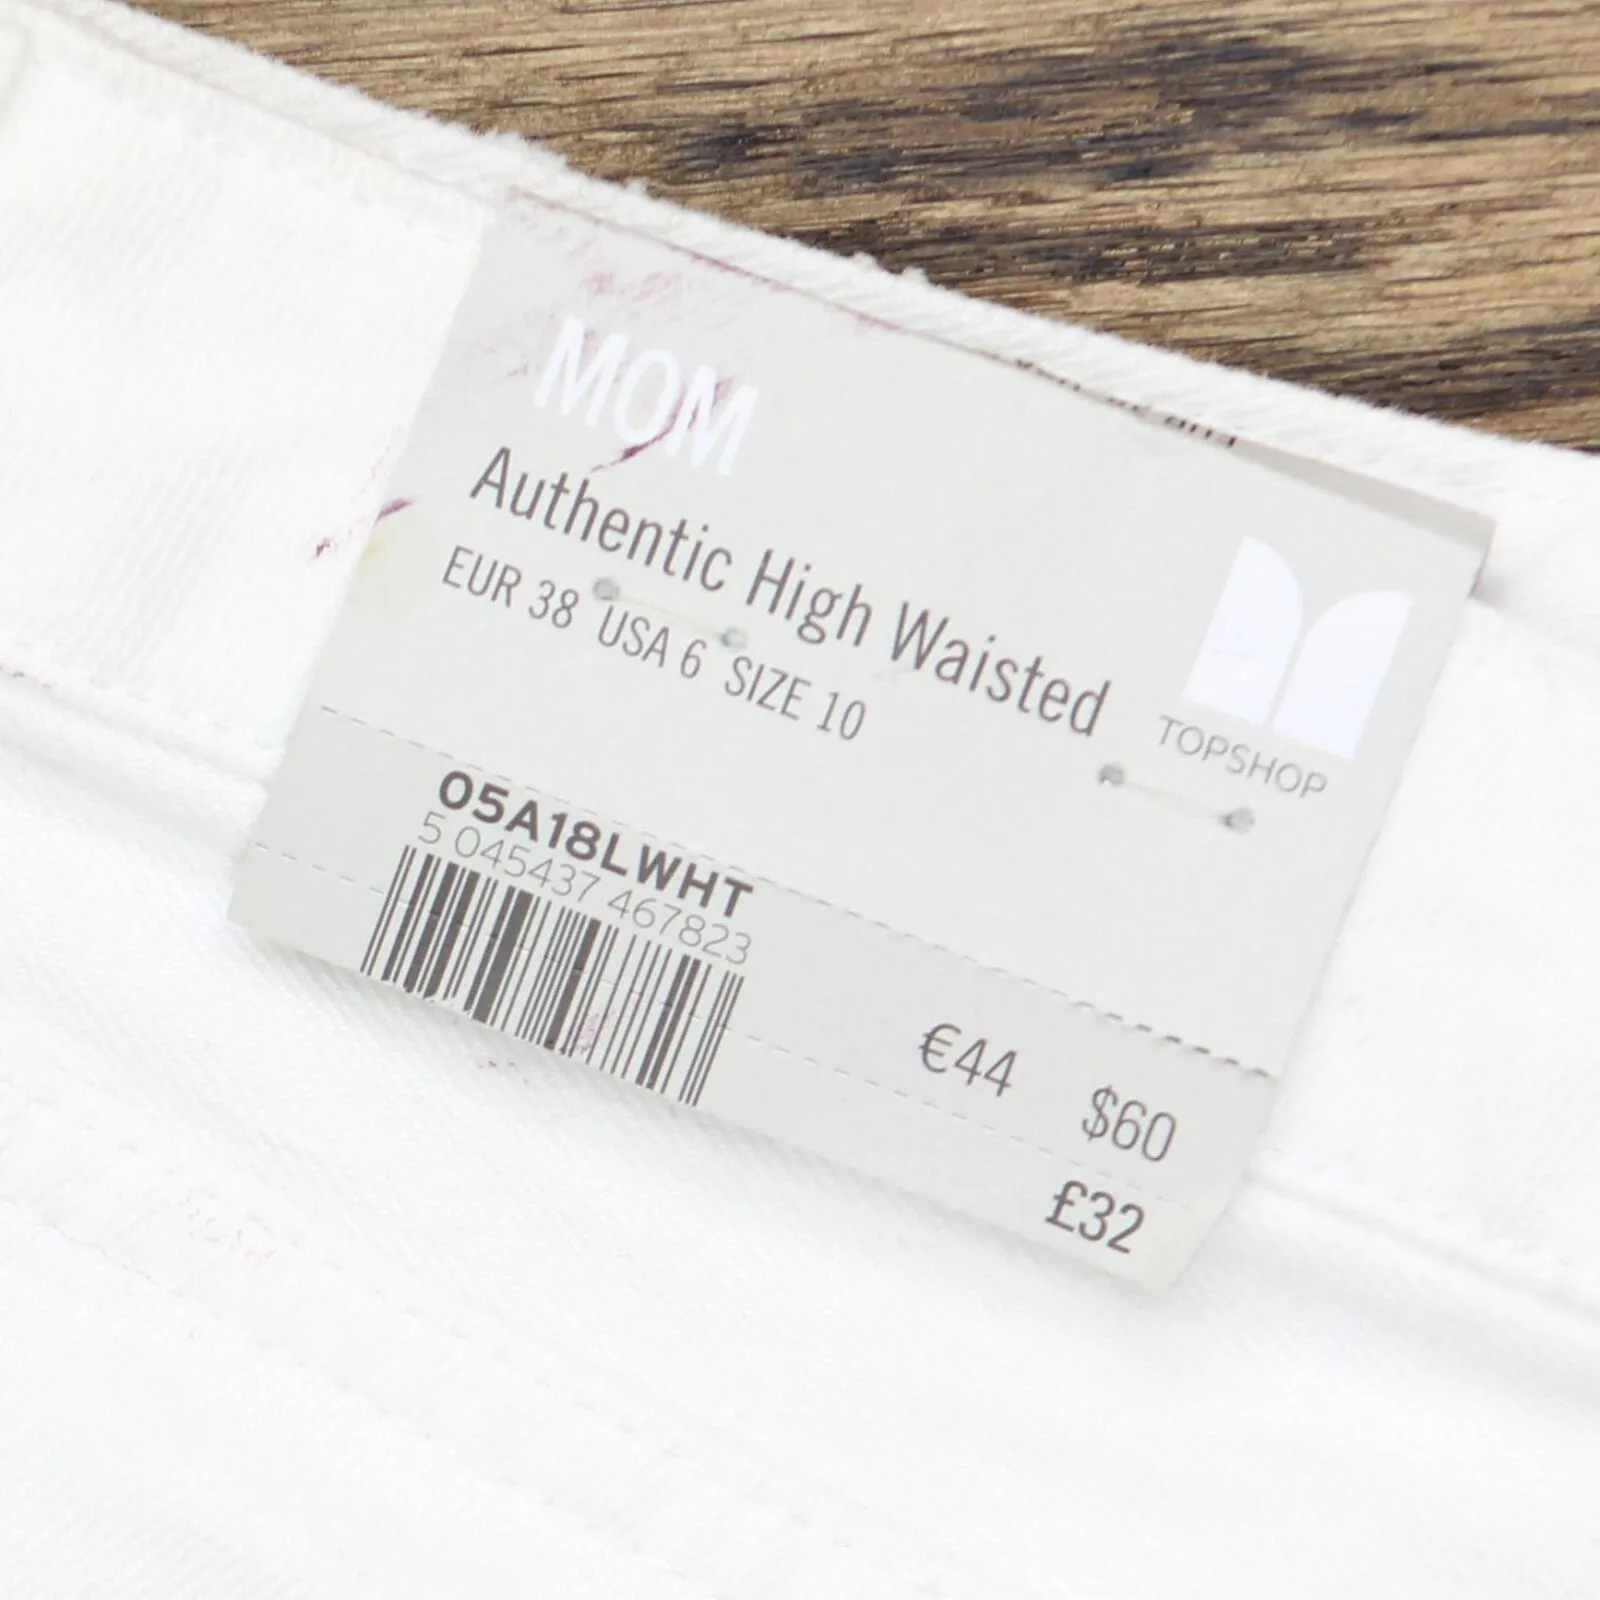 MOM
Authentic High Waisted
EUR 38 USA 6 SIZE 10
TOPSHOP
05A18LWHT
5 045437 467823
€44 $60
£32